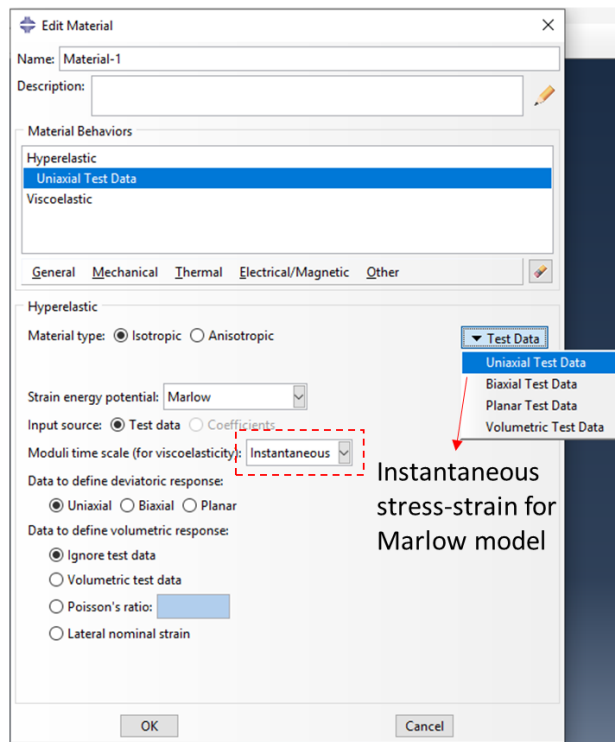 Edit Material
Name: Material-1
Description:
Material Behaviors
Hyperelastic
Uniaxial Test Data
Viscoelastic
General Mechanical Thermal Electrical/Magnetic Other
Hyperelastic
Material type: Isotropic Anisotropic
Test Data
Uniaxial Test Data
Biaxial Test Data
Planar Test Data
Volumetric Test Data
Strain energy potential: Marlow
Input source: Test data Coefficients
Moduli time scale (for viscoelasticity): Instantaneous
Data to define deviatoric response:
Uniaxial Biaxial Planar
Data to define volumetric response:
Ignore test data
Volumetric test data
Poisson's ratio:
Lateral nominal strain
Instantaneous
stress-strain for
Marlow model
OK Cancel